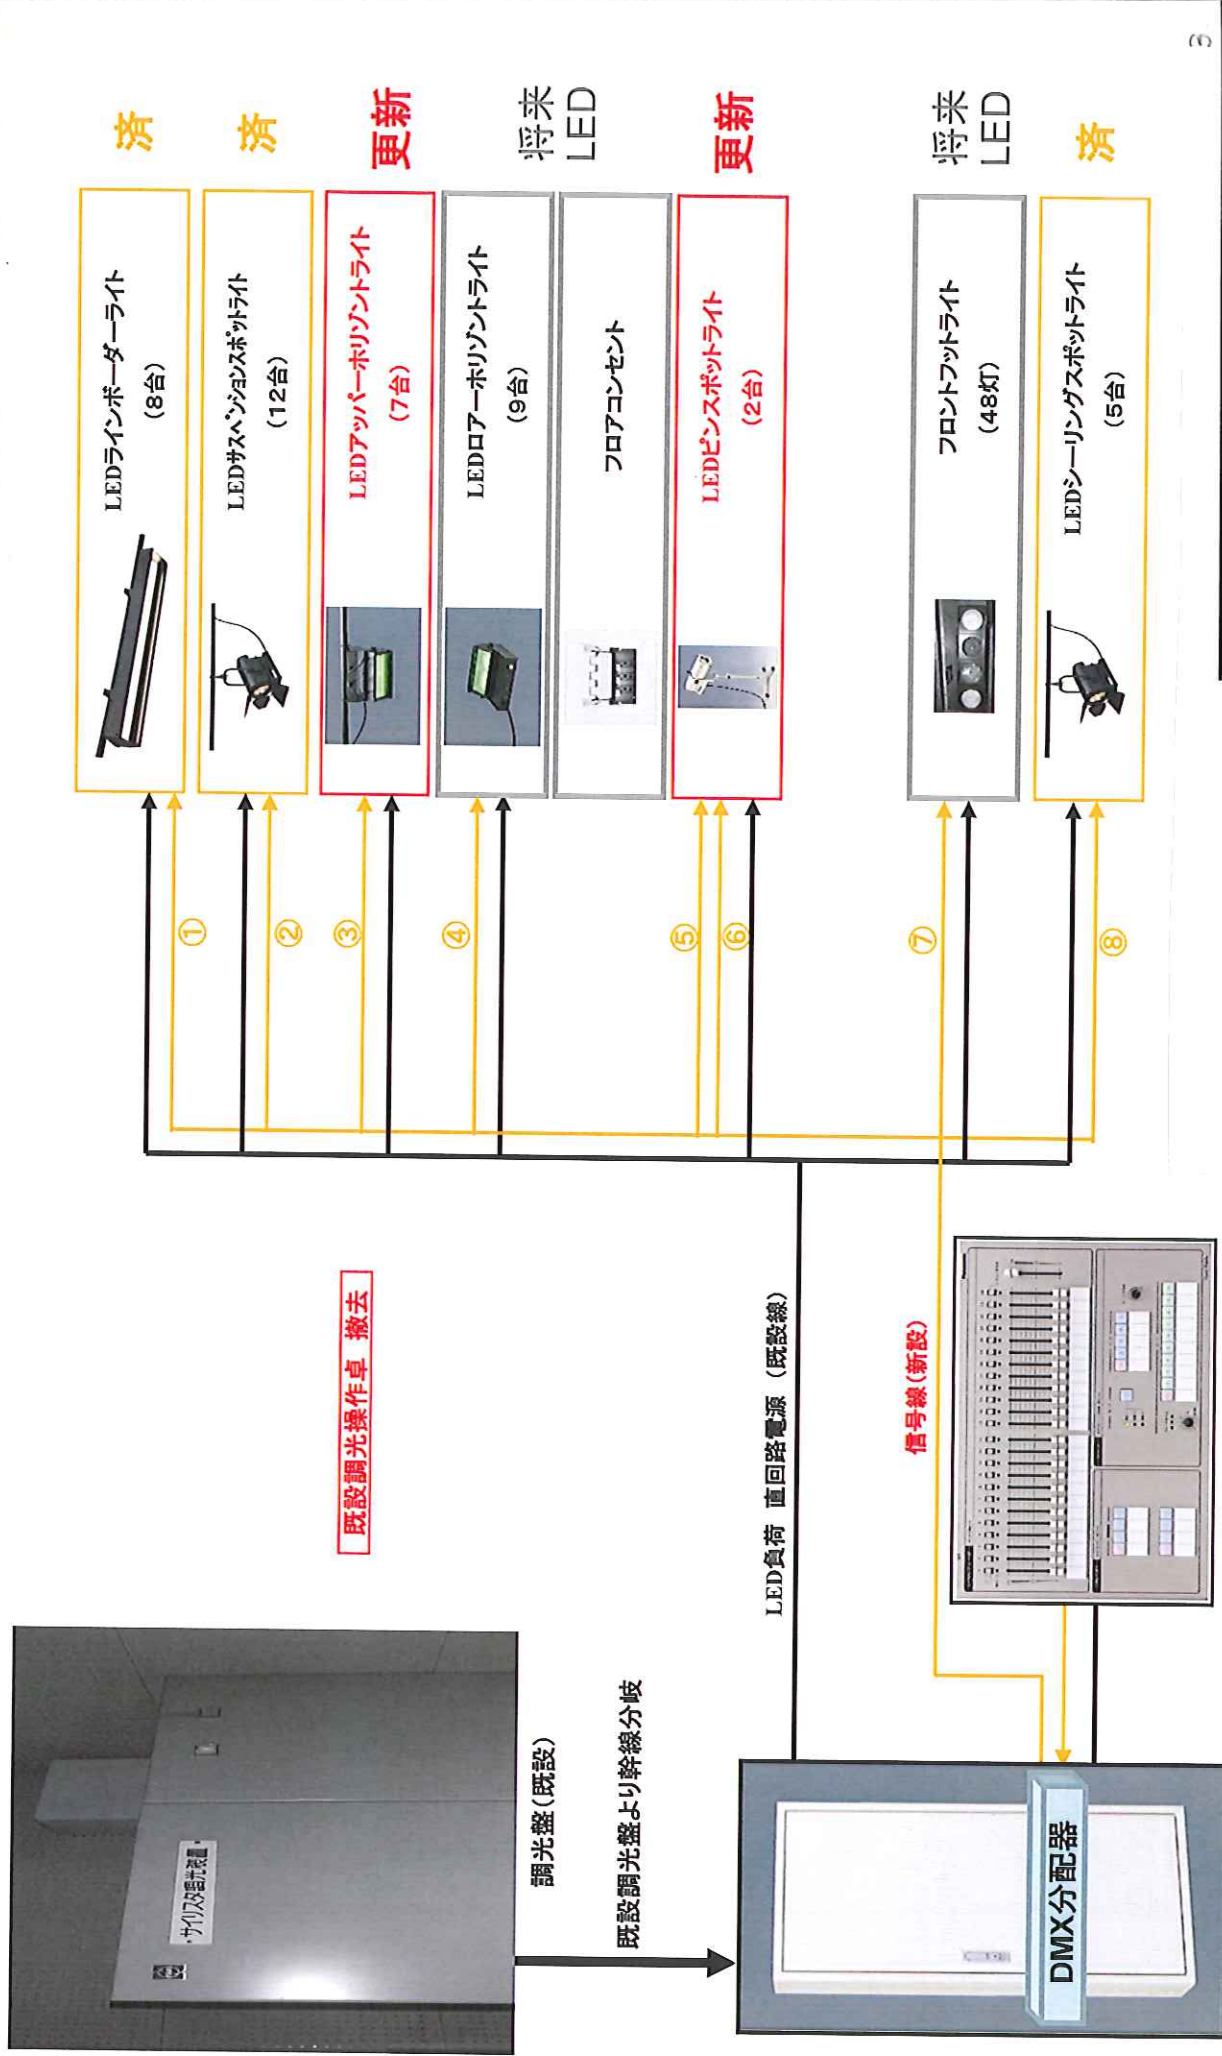 サイリスタ調光装置
調光盤(既設)
既設調光盤より幹線分岐
DMX分配器
既設調光操作卓 撤去
LED負荷 直回路電源 (既設線)
信号線(新設)
①
②
③
④
⑤
⑥
⑦
⑧
LEDラインボーダーライト
(8台)
済
LEDサスペンションスポットライト
(12台)
済
LEDアッパーホリゾントライト
(7台)
更新
LEDロアーホリゾントライト
(9台)
フロアコンセント
将来
LED
LEDピンスポットライト
(2台)
更新
フロントフットライト
(48灯)
将来
LED
LEDシーリングスポットライト
(5台)
済
3